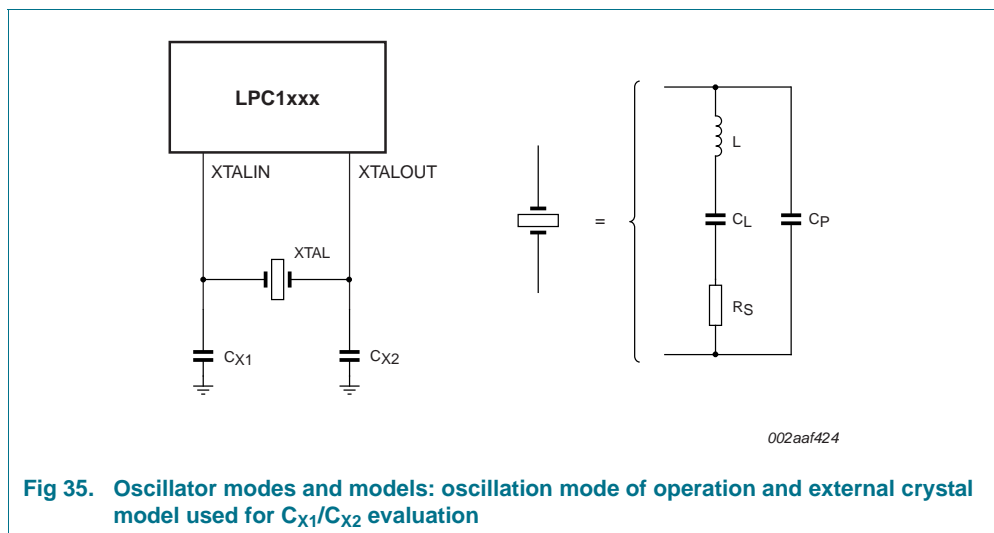 LPC1xxx
XTALIN
XTALOUT
XTAL
CX1
CX2
=
L
CL
CP
RS
002aaf424
Fig 35. Oscillator modes and models: oscillation mode of operation and external crystal
model used for CX1/CX2 evaluation